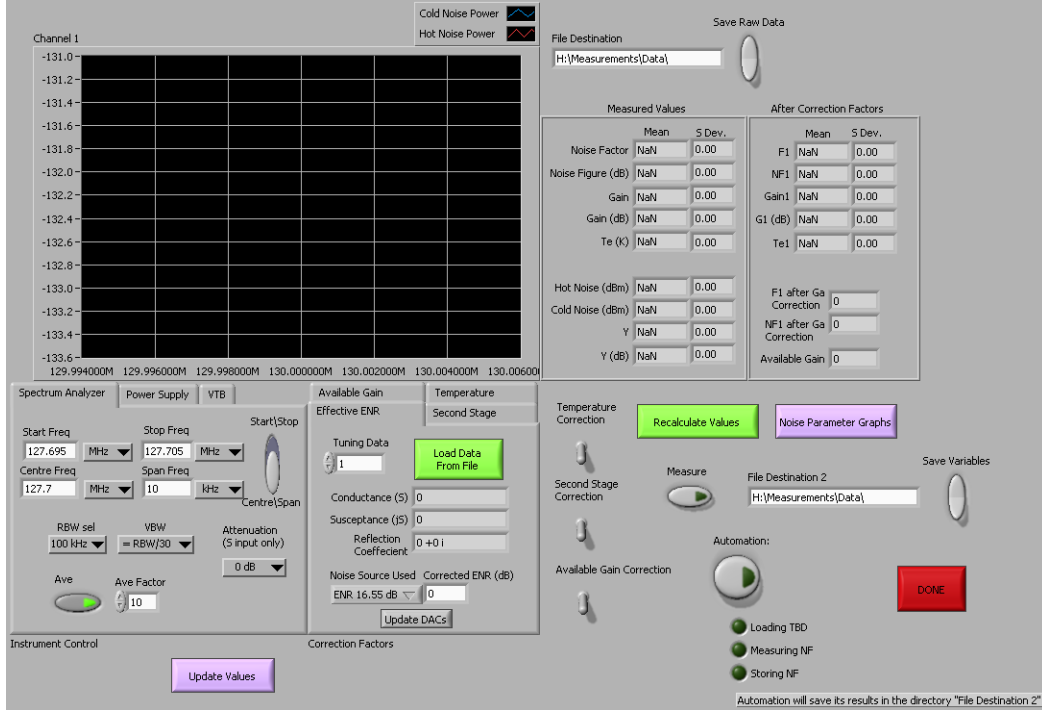 Cold Noise Power
Hot Noise Power
Channel 1
-131.0
-131.2
-131.4
-131.6
-131.8
-132.0
-132.2
-132.4
-132.6
-132.8
-133.0
-133.2
-133.4
-133.6
129.994000M 129.996000M 129.998000M 130.000000M 130.002000M 130.004000M 130.00600
Save Raw Data
File Destination
H:\Measurements\Data\
Measured Values
Mean S Dev.
Noise Factor NaN 0.00
Noise Figure (dB) NaN 0.00
Gain NaN 0.00
Gain (dB) NaN 0.00
Te (K) NaN 0.00
Hot Noise (dBm) NaN 0.00
Cold Noise (dBm) NaN 0.00
Y NaN 0.00
Y (dB) NaN 0.00
After Correction Factors
Mean S Dev.
F1 NaN 0.00
NF1 NaN 0.00
Gain1 NaN 0.00
G1 (dB) NaN 0.00
Te1 NaN 0.00
F1 after Ga
Correction 0
NF1 after Ga 0
Correction
Available Gain 0
Spectrum Analyzer Power Supply VTB
Start Freq Stop Freq Start\Stop
127.695 MHz 127.705 MHz
Centre Freq Span Freq
127.7 MHz 10 kHz
Centre\Span
RBW sel VBW Attenuation
(S input only)
100 kHz = RBW/30
0 dB
Ave Ave Factor
10
Instrument Control
Update Values
Available Gain Temperature
Effective ENR Second Stage
Tuning Data
1
Load Data
From File
Conductance (S) 0
Susceptance (jS) 0
Reflection
Coeffecient 0 +0 i
Noise Source Used Corrected ENR (dB)
ENR 16.55 dB 0
Update DACs
Correction Factors
Temperature
Correction
Recalculate Values Noise Parameter Graphs
Second Stage
Correction
Measure
File Destination 2
H:\Measurements\Data\
Save Variables
Available Gain Correction
Automation:
DONE
Loading TBD
Measuring NF
Storing NF
Automation will save its results in the directory "File Destination 2"